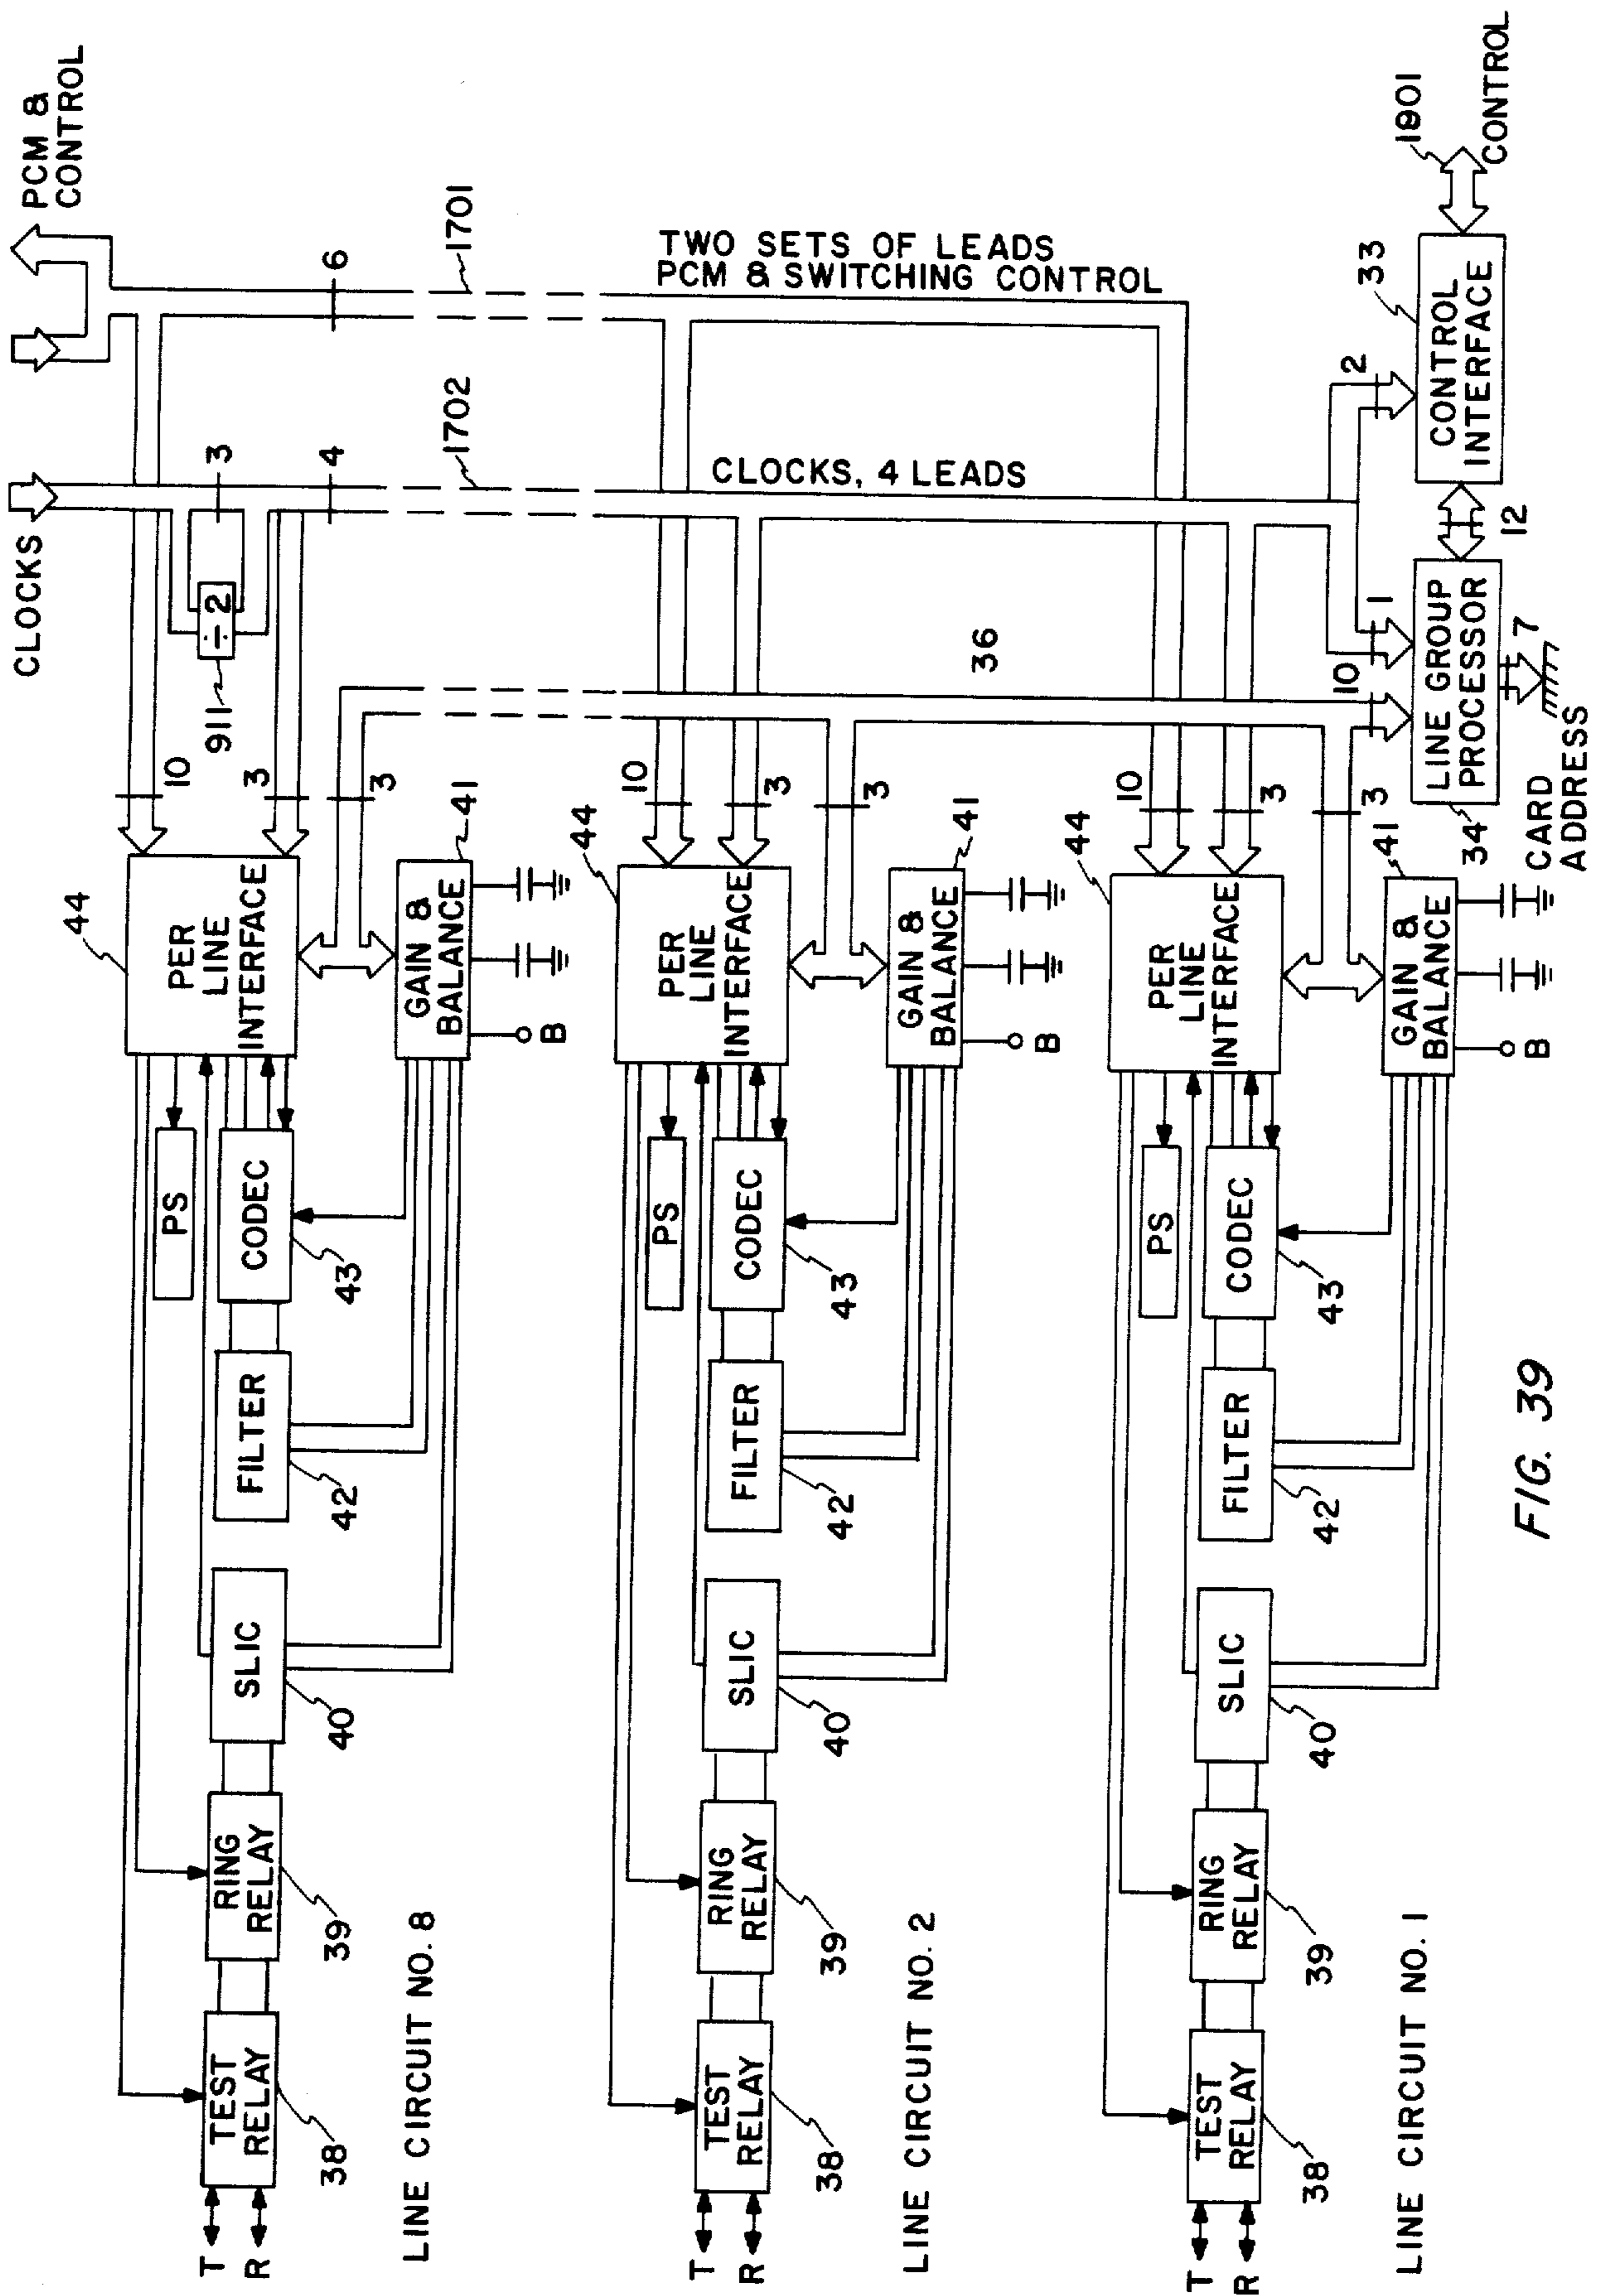 PCM &
CONTROL
CLOCKS
6
1701
TWO SETS OF LEADS
PCM & SWITCHING CONTROL
3
4
1702
CLOCKS, 4 LEADS
911
÷2
36
44
PER
LINE
INTERFACE
10
3
3
PS
CODEC
43
FILTER
42
SLIC
40
RING
RELAY
39
TEST
RELAY
38
T
R
GAIN &
BALANCE
41
B
LINE CIRCUIT NO. 8
44
PER
LINE
INTERFACE
10
3
3
PS
CODEC
43
FILTER
42
SLIC
40
RING
RELAY
39
TEST
RELAY
38
T
R
GAIN &
BALANCE
41
B
LINE CIRCUIT NO. 2
44
PER
LINE
INTERFACE
10
3
3
PS
CODEC
43
FILTER
42
SLIC
40
RING
RELAY
39
TEST
RELAY
38
T
R
GAIN &
BALANCE
41
B
LINE CIRCUIT NO. 1
10
1
2
LINE GROUP
PROCESSOR
34
7
CARD
ADDRESS
12
CONTROL
INTERFACE
33
1901
CONTROL
FIG. 39